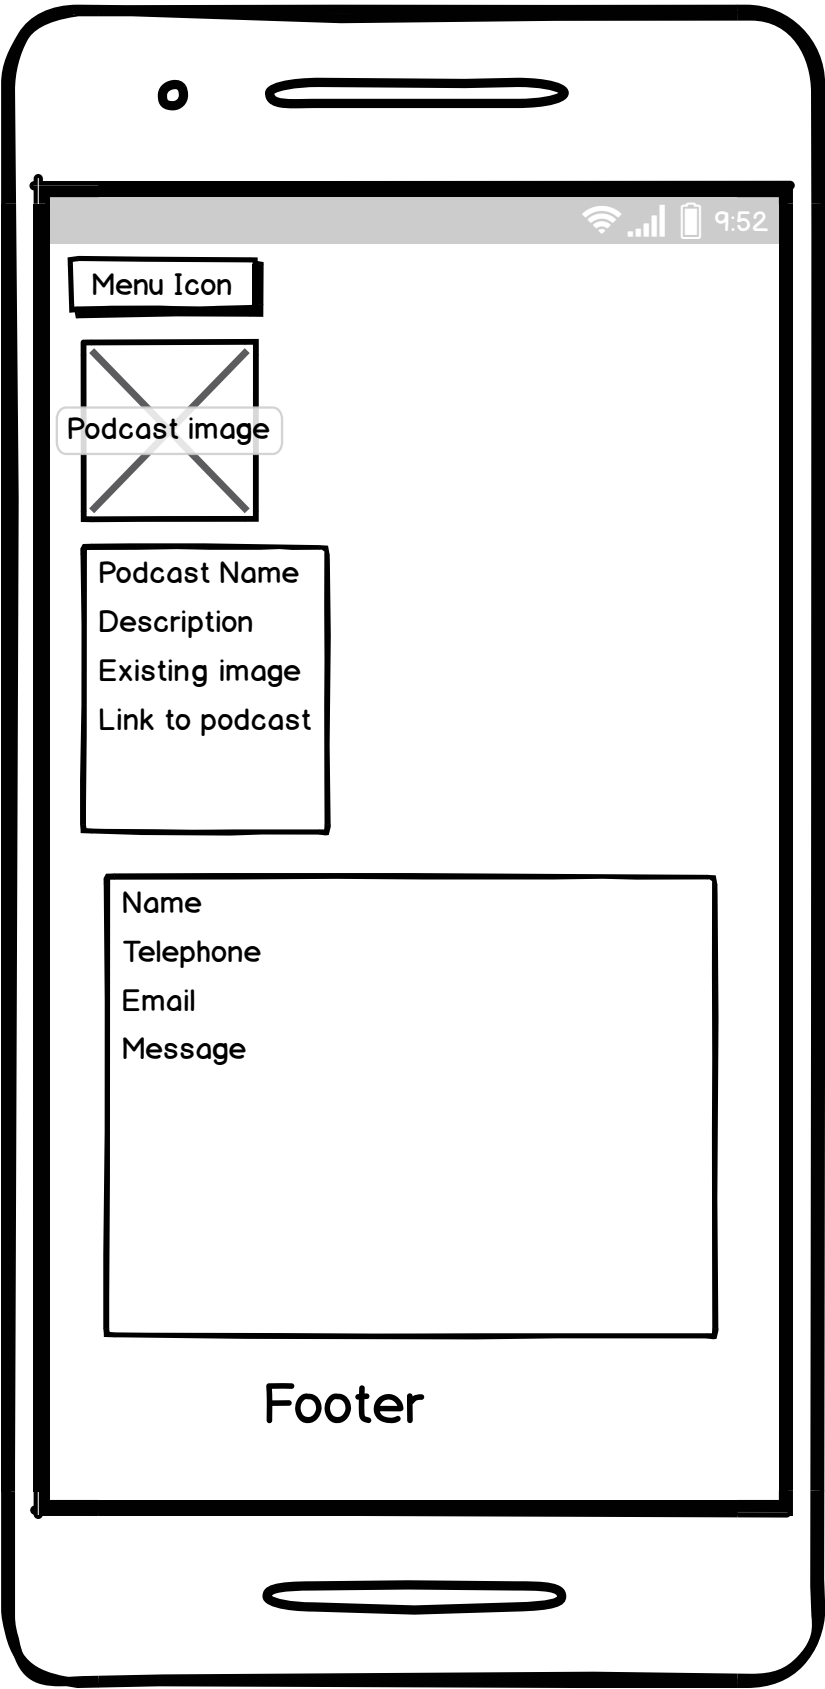 9:52
Menu Icon
Podcast image
Podcast Name
Description
Existing image
Link to podcast
Name
Telephone
Email
Message
Footer